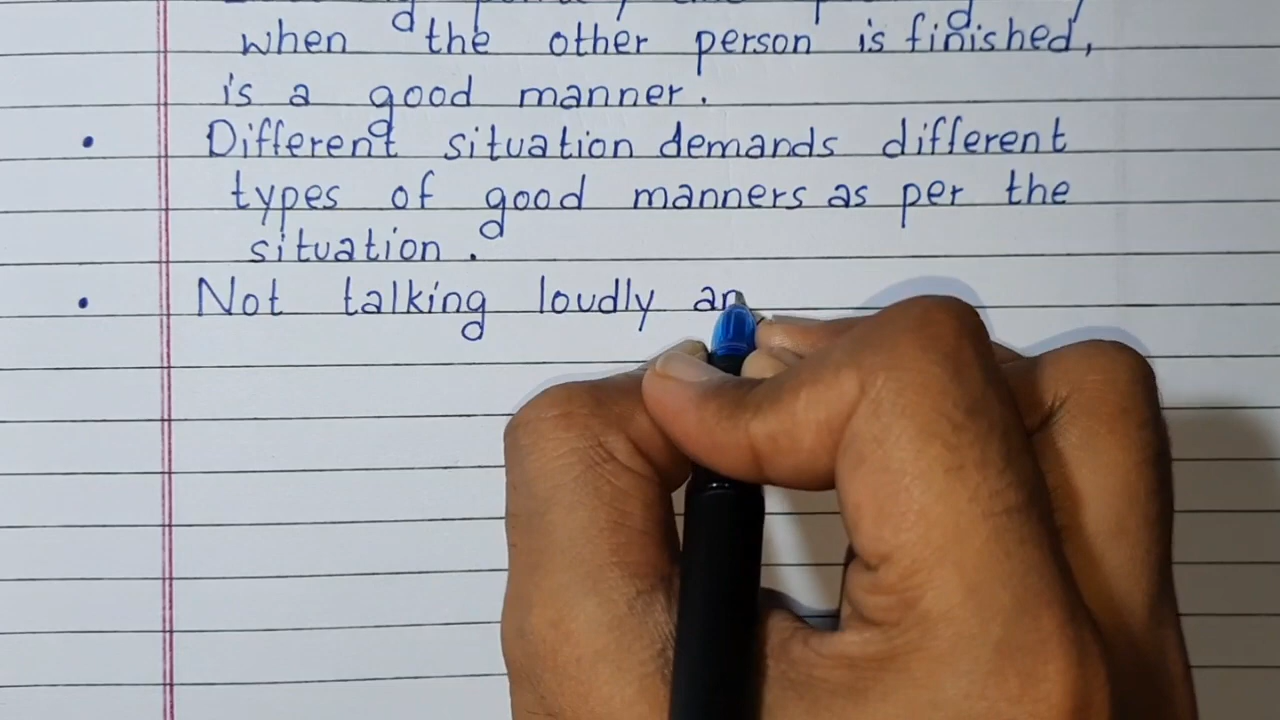 when the other person is finished,
is a good manner.
• Different situation demands different
types of good manners as per the
situation.
• Not talking loudly an